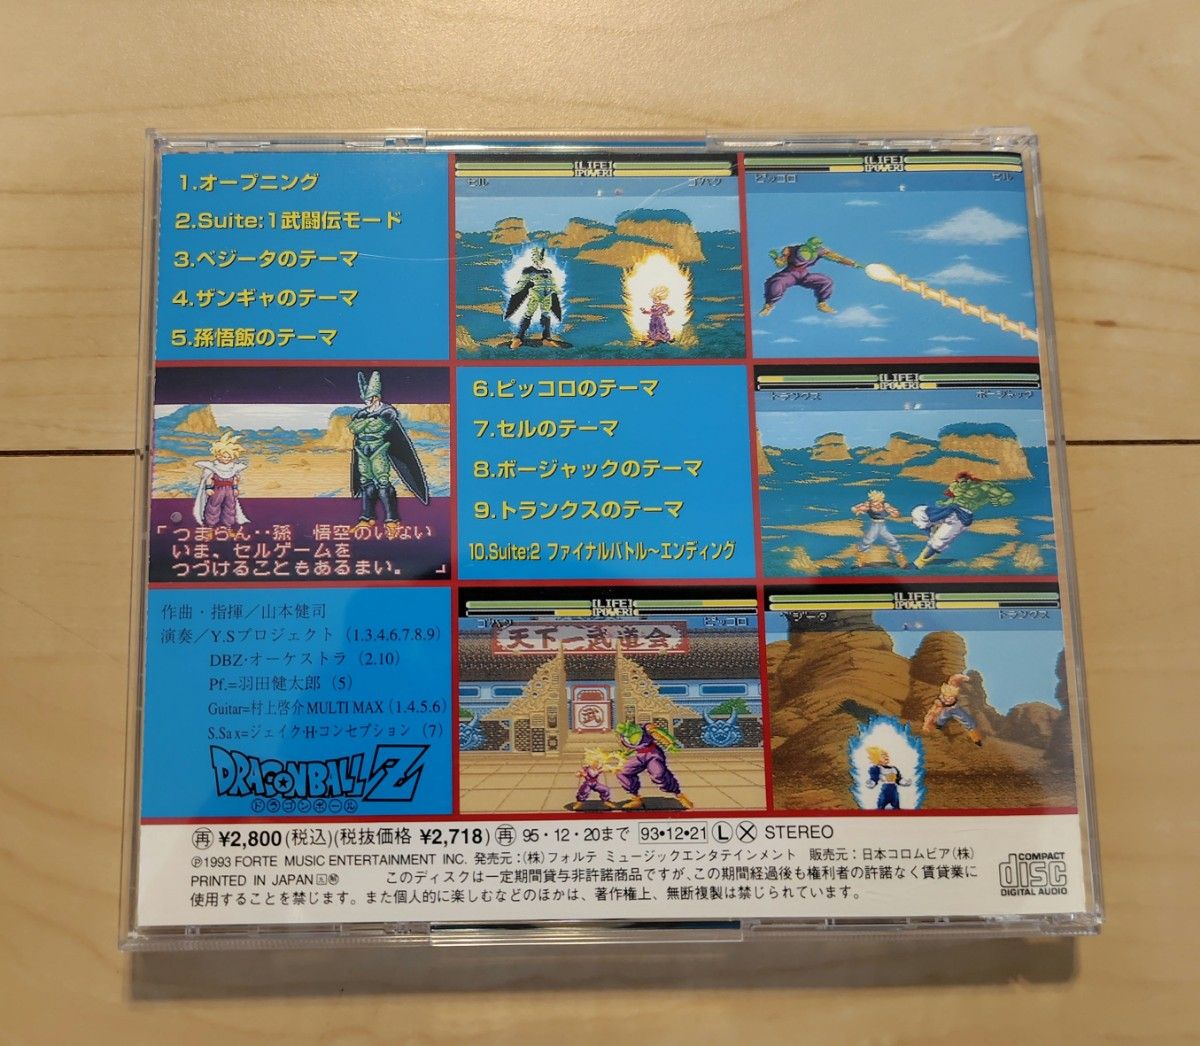 1.オープニング
2.Suite:1武闘伝モード
3.ベジータのテーマ
4.ザンギャのテーマ
5.孫悟飯のテーマ
[LIFE]
[POWER]
セル
ゴハン
[LIFE]
[POWER]
ピッコロ
セル
「つまらん‥孫　悟空のいない
いま、セルゲームを
つづけることもあるまい。」
6.ピッコロのテーマ
7.セルのテーマ
8.ボージャックのテーマ
9.トランクスのテーマ
10.Suite:2 ファイナルバトル~エンディング
[LIFE]
[POWER]
トランクス
ボージャック
作曲・指揮／山本健司
演奏／Y.Sプロジェクト（1.3.4.6.7.8.9）
DBZ・オーケストラ（2.10）
Pf.=羽田健太郎（5）
Guitar=村上啓介MULTI MAX（1.4.5.6）
S.Sax=ジェイク・H・コンセプション（7）
DRAGONBALL Z
ドラゴンボール
[LIFE]
[POWER]
ゴハン
ピッコロ
天下一武道会
武
[LIFE]
[POWER]
ベジータ
トランクス
再 ¥2,800(税込)(税抜価格 ¥2,718) 再 95・12・20まで 93•12•21 L X STEREO
Ⓟ1993 FORTE MUSIC ENTERTAINMENT INC. 発売元：(株)フォルテ ミュージックエンタテインメント 販売元：日本コロムビア(株)
PRINTED IN JAPAN このディスクは一定期間貸与非許諾商品ですが、この期間経過後も権利者の許諾なく賃貸業に
使用することを禁じます。また個人的に楽しむなどのほかは、著作権上、無断複製は禁じられています。
COMPACT
disc
DIGITAL AUDIO